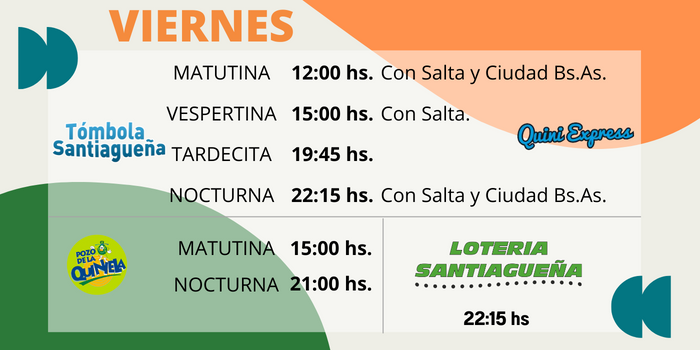 VIERNES
MATUTINA 12:00 hs. Con Salta y Ciudad Bs.As.
VESPERTINA 15:00 hs. Con Salta.
Tómbola Santiagueña
Quini Express
TARDECITA 19:45 hs.
NOCTURNA 22:15 hs. Con Salta y Ciudad Bs.As.
POZO
DE LA
QUINIELA
MATUTINA 15:00 hs.
NOCTURNA 21:00 hs.
LOTERIA
SANTIAGUEÑA
22:15 hs